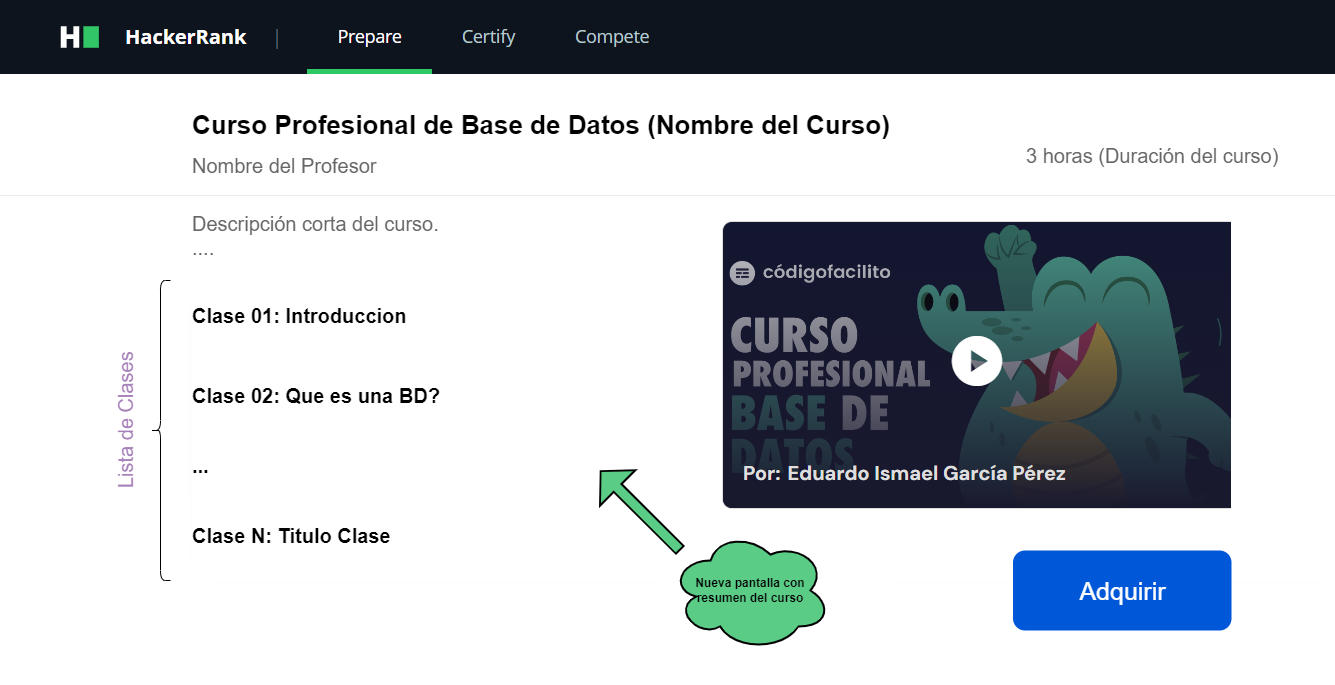 HackerRank | Prepare Certify Compete
Curso Profesional de Base de Datos (Nombre del Curso)
Nombre del Profesor
3 horas (Duración del curso)
Descripción corta del curso.
....
Lista de Clases
Clase 01: Introduccion
Clase 02: Que es una BD?
...
Clase N: Titulo Clase
códigofacilito
CURSO
PROFESIONAL
BASE DE
DATOS
Por: Eduardo Ismael García Pérez
Nueva pantalla con
resumen del curso
Adquirir